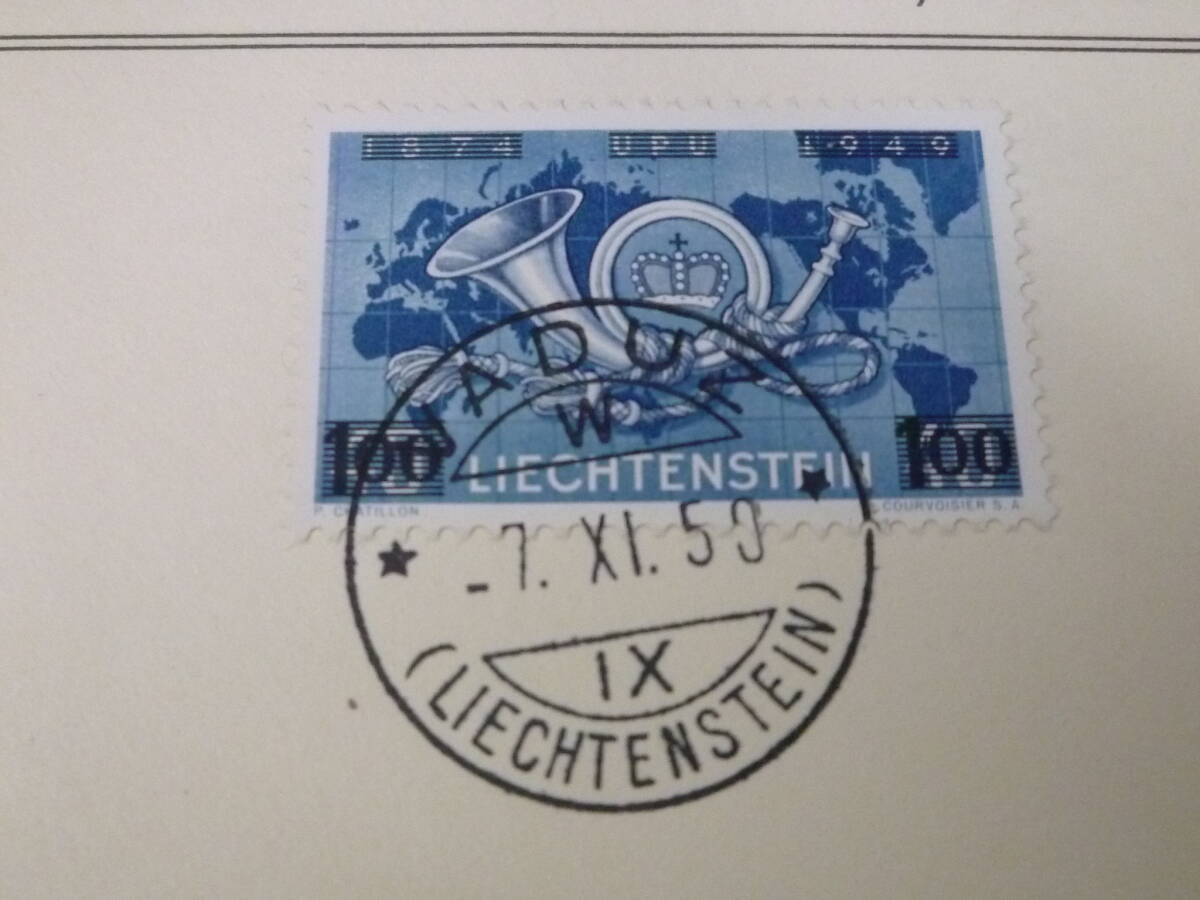 1874 UPU 1949
100 LIECHTENSTEIN 100
P. CHATILLON COURVOISIER S.A.
VADUZ
W
-7. XI. 50
IX
(LIECHTENSTEIN)